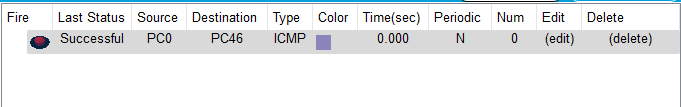 Fire Last Status Source Destination Type Color Time(sec) Periodic Num Edit Delete
Successful PC0 PC46 ICMP 0.000 N 0 (edit) (delete)